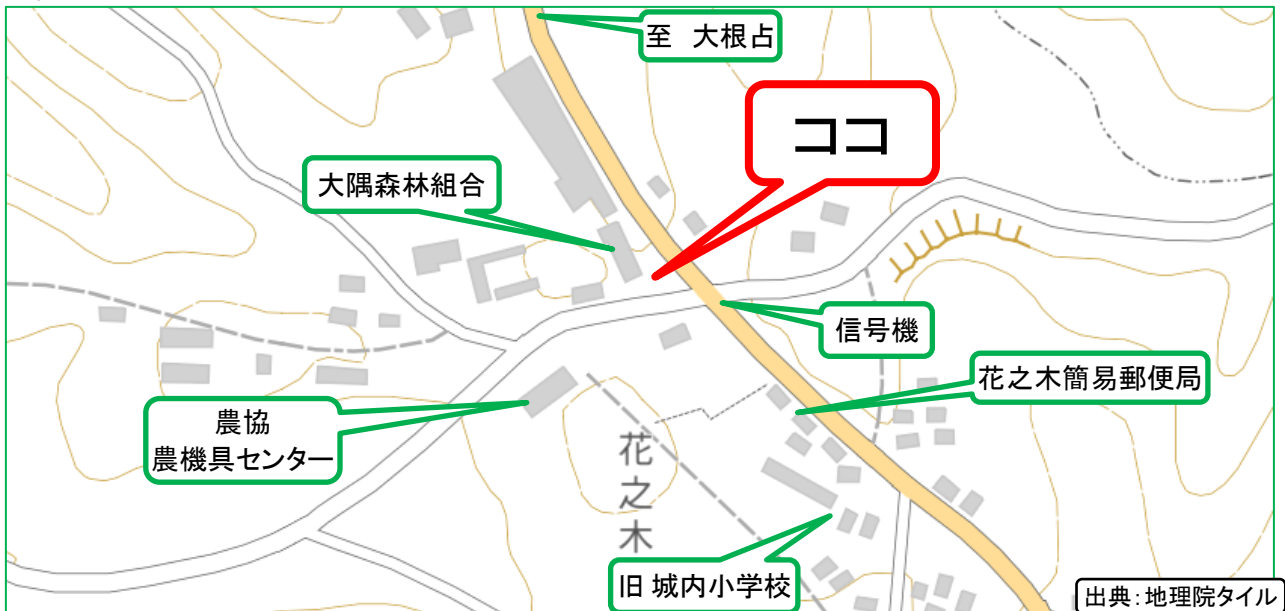 至 大根占
ココ
大隅森林組合
信号機
花之木簡易郵便局
農協
農機具センター
花之木
旧 城内小学校
出典:地理院タイル